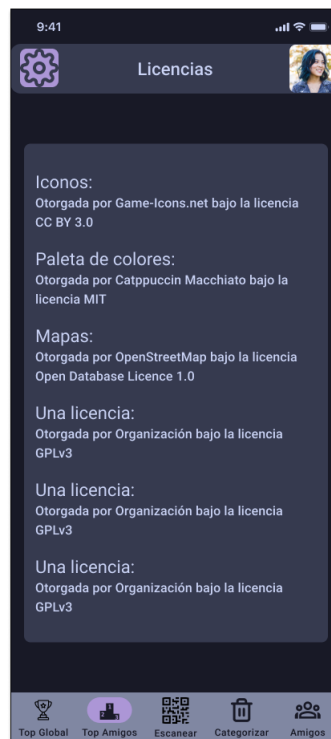 9:41
Licencias
Iconos:
Otorgada por Game-Icons.net bajo la licencia
CC BY 3.0
Paleta de colores:
Otorgada por Catppuccin Macchiato bajo la
licencia MIT
Mapas:
Otorgada por OpenStreetMap bajo la licencia
Open Database Licence 1.0
Una licencia:
Otorgada por Organización bajo la licencia
GPLv3
Una licencia:
Otorgada por Organización bajo la licencia
GPLv3
Una licencia:
Otorgada por Organización bajo la licencia
GPLv3
Top Global Top Amigos Escanear Categorizar Amigos